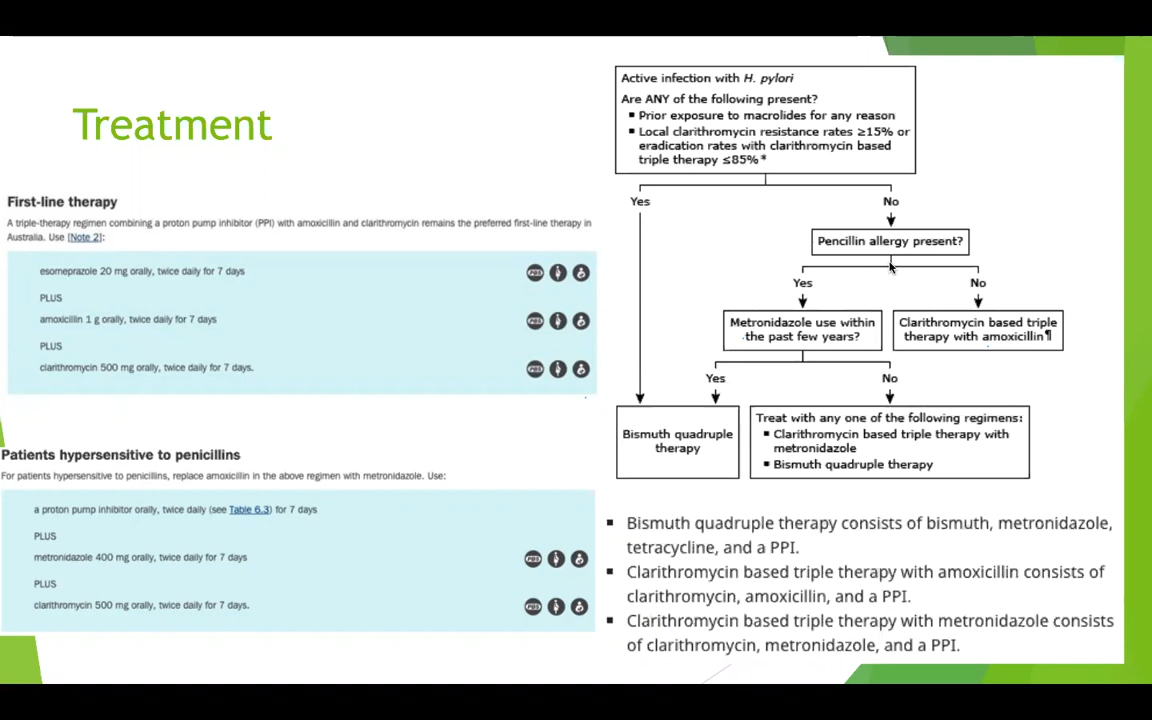 Treatment
First-line therapy
A triple-therapy regimen combining a proton pump inhibitor (PPI) with amoxicillin and clarithromycin remains the preferred first-line therapy in
Australia. Use [Note 2]:
esomeprazole 20 mg orally, twice daily for 7 days
PLUS
amoxicillin 1 g orally, twice daily for 7 days
PLUS
clarithromycin 500 mg orally, twice daily for 7 days.
Patients hypersensitive to penicillins
For patients hypersensitive to penicillins, replace amoxicillin in the above regimen with metronidazole. Use:
a proton pump inhibitor orally, twice daily (see Table 6.3) for 7 days
PLUS
metronidazole 400 mg orally, twice daily for 7 days
PLUS
clarithromycin 500 mg orally, twice daily for 7 days.
Active infection with H. pylori
Are ANY of the following present?
▪ Prior exposure to macrolides for any reason
▪ Local clarithromycin resistance rates ≥15% or
eradication rates with clarithromycin based
triple therapy ≤85%*
Yes
No
Pencillin allergy present?
Yes
No
Metronidazole use within
the past few years?
Clarithromycin based triple
therapy with amoxicillin¶
Yes
No
Bismuth quadruple
therapy
Treat with any one of the following regimens:
▪ Clarithromycin based triple therapy with
metronidazole
▪ Bismuth quadruple therapy
▪ Bismuth quadruple therapy consists of bismuth, metronidazole,
tetracycline, and a PPI.
▪ Clarithromycin based triple therapy with amoxicillin consists of
clarithromycin, amoxicillin, and a PPI.
▪ Clarithromycin based triple therapy with metronidazole consists
of clarithromycin, metronidazole, and a PPI.